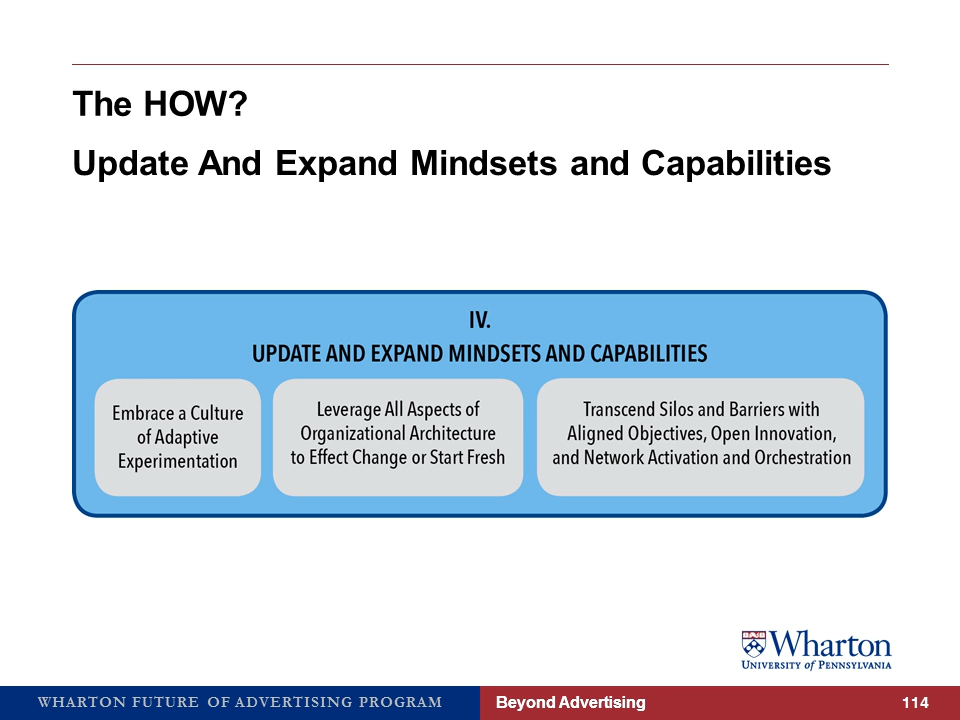 The HOW?
Update And Expand Mindsets and Capabilities
IV.
UPDATE AND EXPAND MINDSETS AND CAPABILITIES
Embrace a Culture
of Adaptive
Experimentation
Leverage All Aspects of
Organizational Architecture
to Effect Change or Start Fresh
Transcend Silos and Barriers with
Aligned Objectives, Open Innovation,
and Network Activation and Orchestration
Wharton
UNIVERSITY of PENNSYLVANIA
WHARTON FUTURE OF ADVERTISING PROGRAM
Beyond Advertising
114